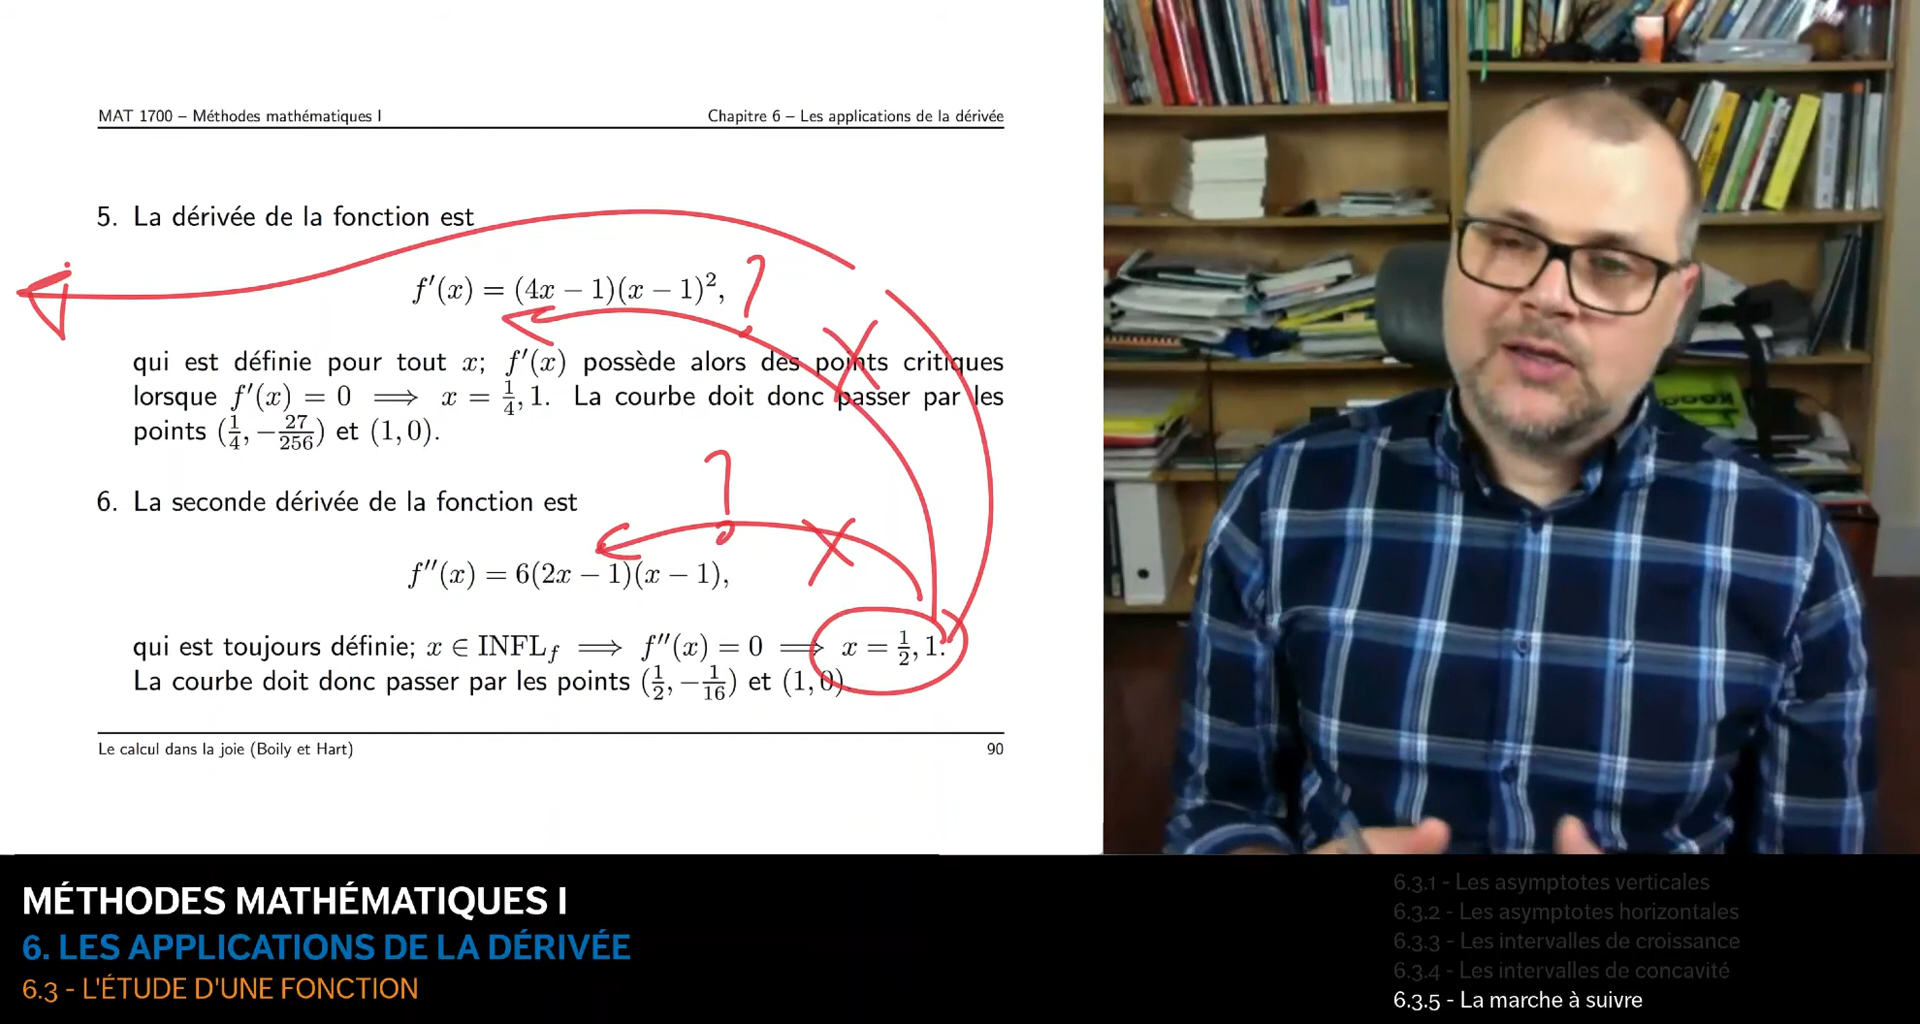 MAT 1700 – Méthodes mathématiques I
Chapitre 6 – Les applications de la dérivée
5. La dérivée de la fonction est
f′(x) = (4x − 1)(x − 1)², ?
qui est définie pour tout x; f′(x) possède alors des points critiques
lorsque f′(x) = 0 ⟹ x = 1/4, 1. La courbe doit donc passer par les
points (1/4, −27/256) et (1, 0).
?
6. La seconde dérivée de la fonction est
f″(x) = 6(2x − 1)(x − 1),
qui est toujours définie; x ∈ INFL_f ⟹ f″(x) = 0 ⟹ x = 1/2, 1.
La courbe doit donc passer par les points (1/2, −1/16) et (1, 0).
Le calcul dans la joie (Boily et Hart)
90
MÉTHODES MATHÉMATIQUES I
6. LES APPLICATIONS DE LA DÉRIVÉE
6.3 - L'ÉTUDE D'UNE FONCTION
6.3.1 - Les asymptotes verticales
6.3.2 - Les asymptotes horizontales
6.3.3 - Les intervalles de croissance
6.3.4 - Les intervalles de concavité
6.3.5 - La marche à suivre